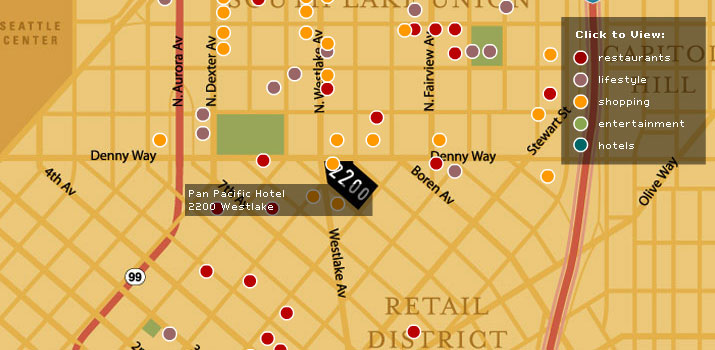 SOUTH LAKE UNION
SEATTLE
CENTER
Click to View:
restaurants
lifestyle
shopping
entertainment
hotels
CAPITOL
HILL
N. Aurora Av
N. Dexter Av
N. Westlake Av
N. Fairview Av
Stewart St
Denny Way
Denny Way
4th Av
7th Av
2200
Boren Av
Olive Way
Pan Pacific Hotel
2200 Westlake
Westlake Av
99
RETAIL
DISTRICT